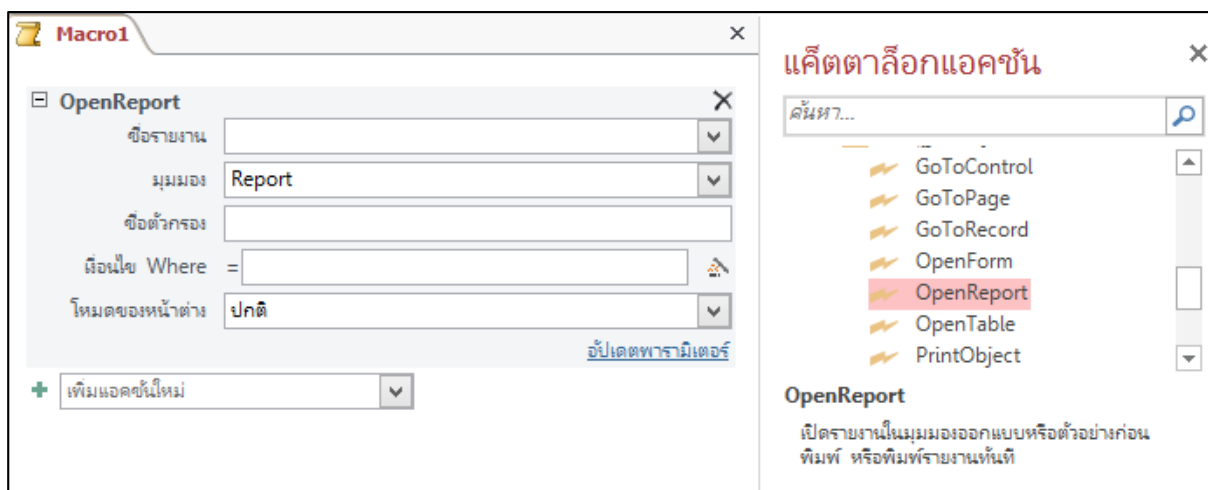 Macro1
OpenReport
ชื่อรายงาน
มุมมอง Report
ชื่อตัวกรอง
เงื่อนไข Where =
โหมดของหน้าต่าง ปกติ
อัปเดตพารามิเตอร์
เพิ่มแอคชันใหม่
แค็ตตาล็อกแอคชัน
ค้นหา...
GoToControl
GoToPage
GoToRecord
OpenForm
OpenReport
OpenTable
PrintObject
OpenReport
เปิดรายงานในมุมมองออกแบบหรือตัวอย่างก่อน
พิมพ์ หรือพิมพ์รายงานทันที